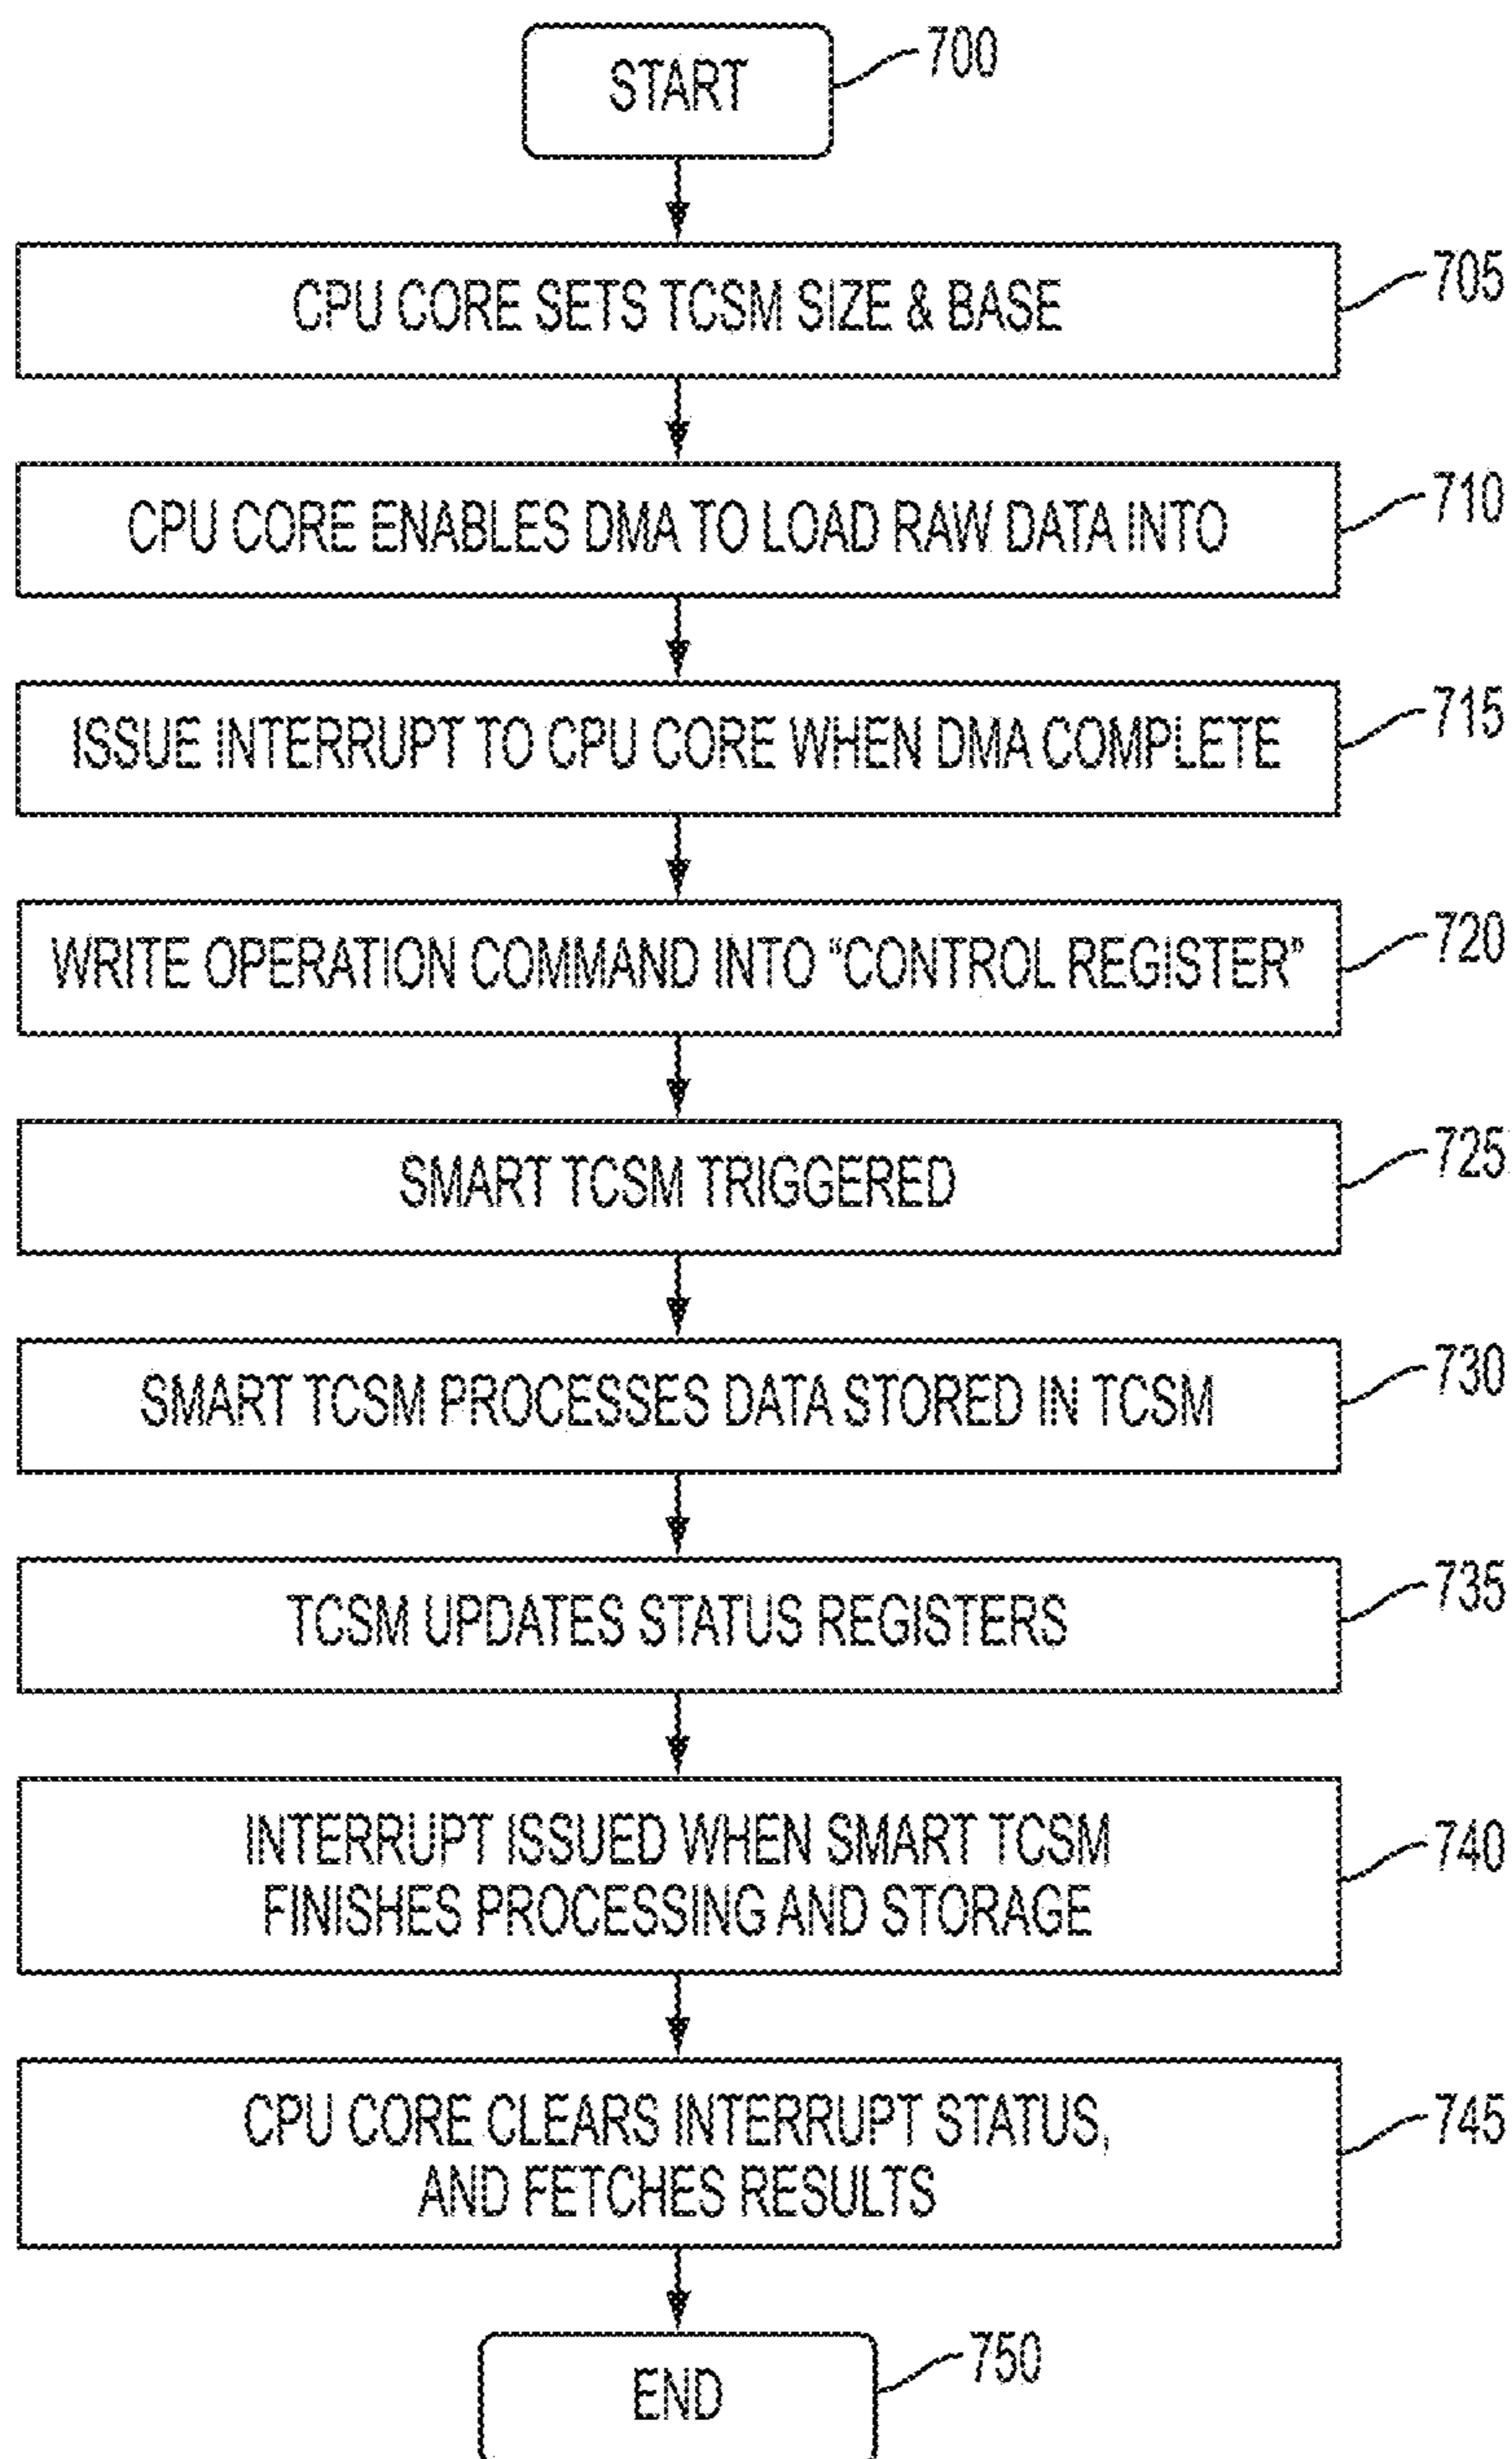 START
700
CPU CORE SETS TCSM SIZE & BASE
705
CPU CORE ENABLES DMA TO LOAD RAW DATA INTO
710
ISSUE INTERRUPT TO CPU CORE WHEN DMA COMPLETE
715
WRITE OPERATION COMMAND INTO “CONTROL REGISTER”
720
SMART TCSM TRIGGERED
725
SMART TCSM PROCESSES DATA STORED IN TCSM
730
TCSM UPDATES STATUS REGISTERS
735
INTERRUPT ISSUED WHEN SMART TCSM
FINISHES PROCESSING AND STORAGE
740
CPU CORE CLEARS INTERRUPT STATUS,
AND FETCHES RESULTS
745
END
750